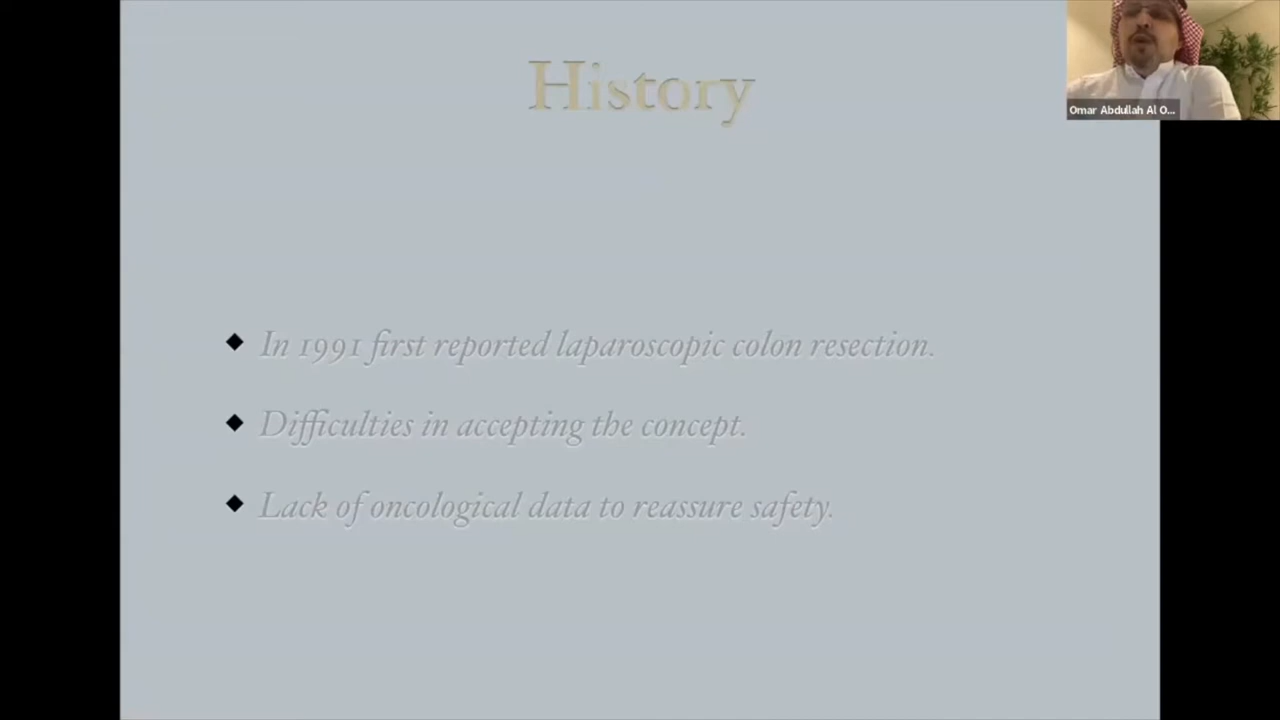 History
Omar Abdullah Al O...
◆ In 1991 first reported laparoscopic colon resection.
◆ Difficulties in accepting the concept.
◆ Lack of oncological data to reassure safety.